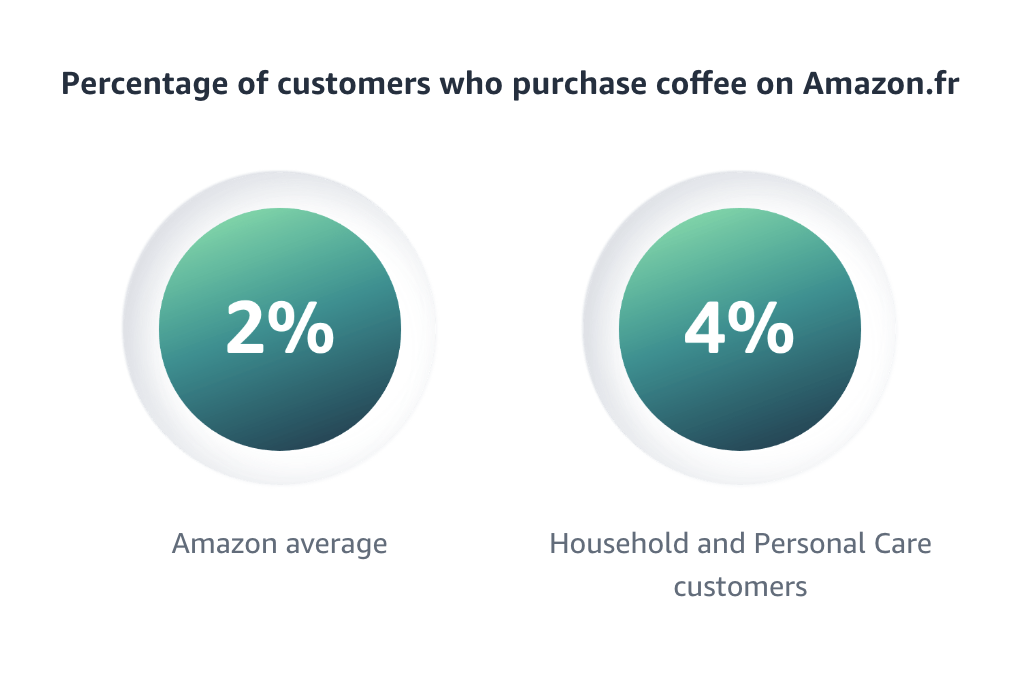 Percentage of customers who purchase coffee on Amazon.fr
2%
4%
Amazon average
Household and Personal Care
customers